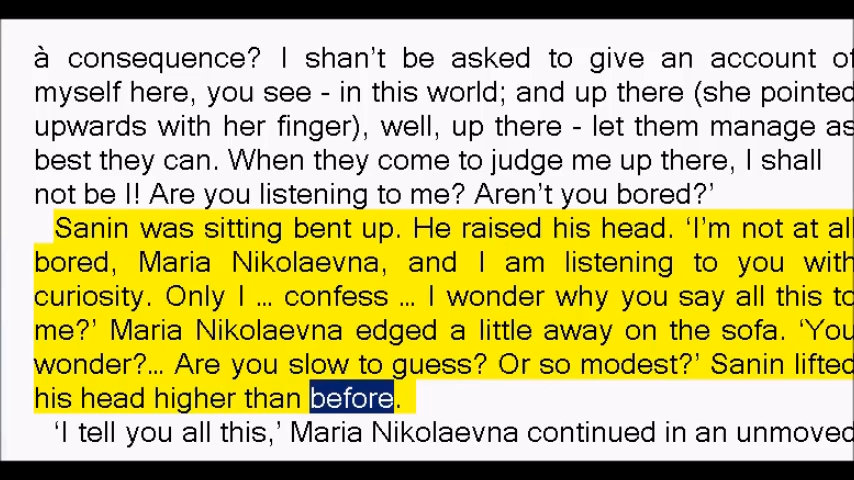 à consequence? I shan't be asked to give an account of
myself here, you see - in this world; and up there (she pointed
upwards with her finger), well, up there - let them manage as
best they can. When they come to judge me up there, I shall
not be I! Are you listening to me? Aren't you bored?'
Sanin was sitting bent up. He raised his head. 'I'm not at all
bored, Maria Nikolaevna, and I am listening to you with
curiosity. Only I ... confess ... I wonder why you say all this to
me?' Maria Nikolaevna edged a little away on the sofa. 'You
wonder?... Are you slow to guess? Or so modest?' Sanin lifted
his head higher than before.
'I tell you all this,' Maria Nikolaevna continued in an unmoved